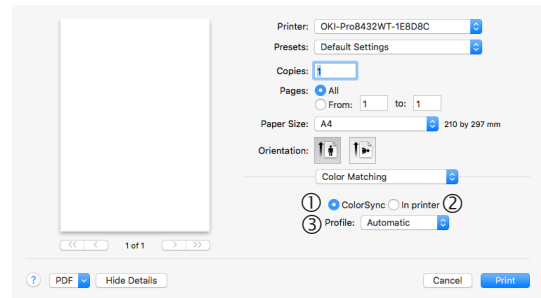 Printer: OKI-Pro8432WT-1E8D8C
Presets: Default Settings
Copies: 1
Pages: All
From: 1 to: 1
Paper Size: A4 210 by 297 mm
Orientation:
Color Matching
① ColorSync In printer ②
③ Profile: Automatic
<< < 1 of 1 > >>
? PDF Hide Details Cancel Print